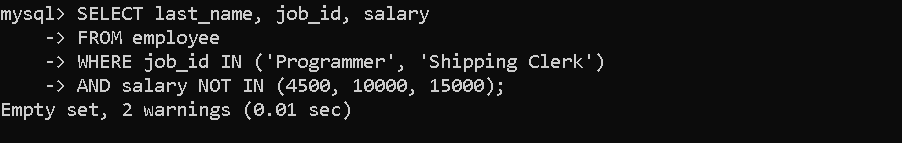 mysql> SELECT last_name, job_id, salary
    -> FROM employee
    -> WHERE job_id IN ('Programmer', 'Shipping Clerk')
    -> AND salary NOT IN (4500, 10000, 15000);
Empty set, 2 warnings (0.01 sec)